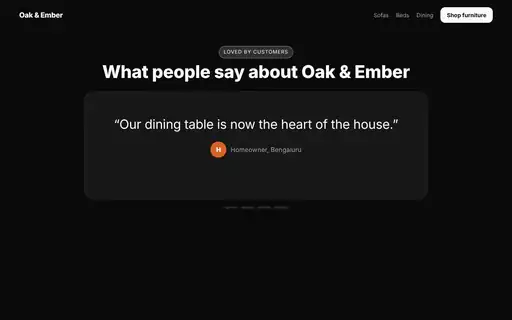 Oak & Ember
Sofas Beds Dining Shop furniture
LOVED BY CUSTOMERS
What people say about Oak & Ember
“Our dining table is now the heart of the house.”
H Homeowner, Bengaluru